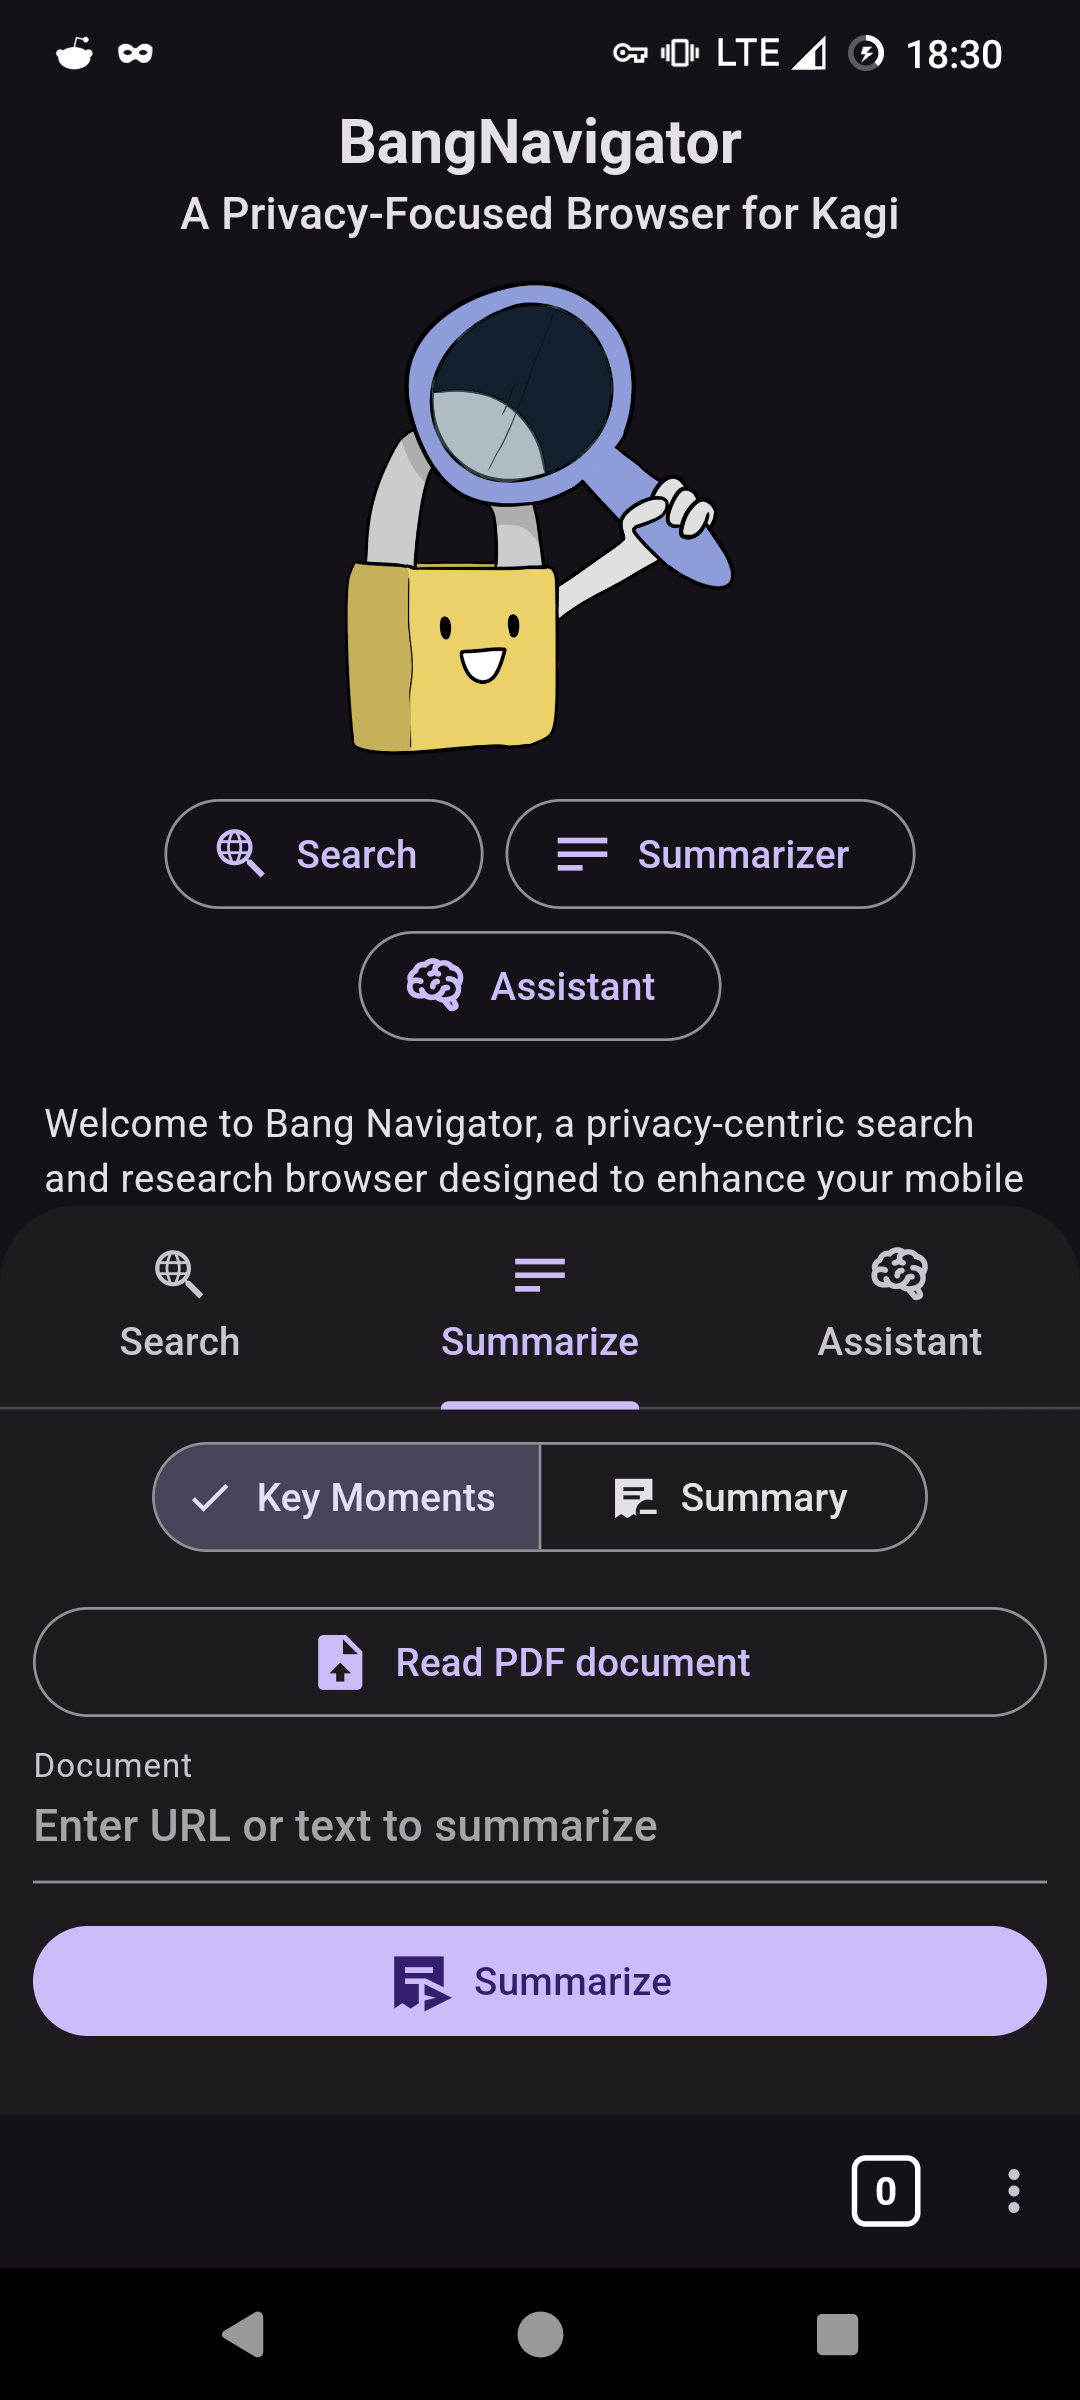 LTE 18:30
BangNavigator
A Privacy-Focused Browser for Kagi
Search Summarizer
Assistant
Welcome to Bang Navigator, a privacy-centric search
and research browser designed to enhance your mobile
Search Summarize Assistant
Key Moments Summary
Read PDF document
Document
Enter URL or text to summarize
Summarize
0